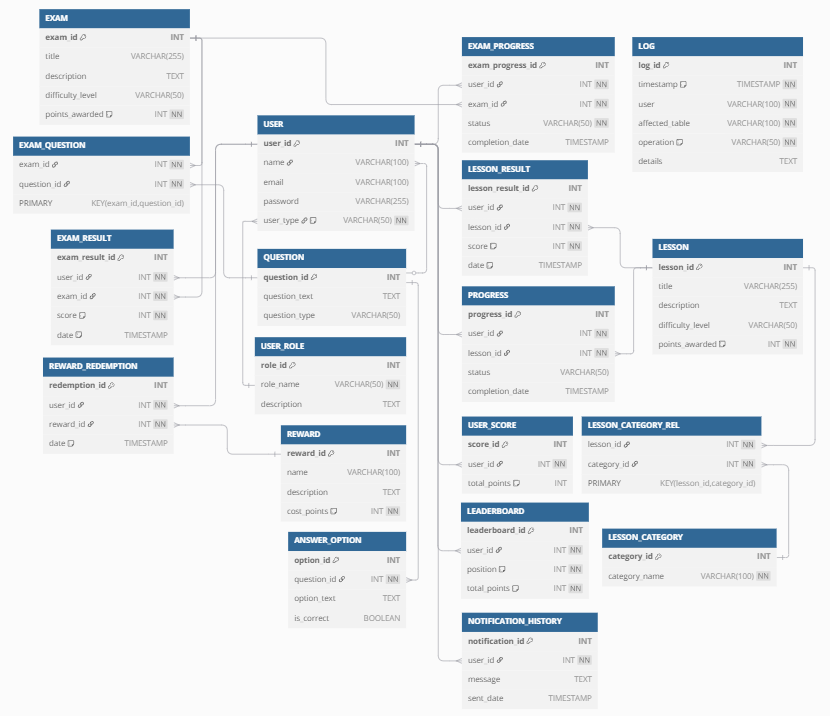 EXAM
exam_id INT
title VARCHAR(255)
description TEXT
difficulty_level VARCHAR(50)
points_awarded INT NN
EXAM_QUESTION
exam_id INT NN
question_id INT NN
PRIMARY KEY(exam_id,question_id)
EXAM_RESULT
exam_result_id INT
user_id INT NN
exam_id INT NN
score INT NN
date TIMESTAMP
REWARD_REDEMPTION
redemption_id INT
user_id INT NN
reward_id INT NN
date TIMESTAMP
USER
user_id INT
name VARCHAR(100)
email VARCHAR(100)
password VARCHAR(255)
user_type VARCHAR(50) NN
QUESTION
question_id INT
question_text TEXT
question_type VARCHAR(50)
USER_ROLE
role_id INT
role_name VARCHAR(50) NN
description TEXT
REWARD
reward_id INT
name VARCHAR(100)
description TEXT
cost_points INT NN
ANSWER_OPTION
option_id INT
question_id INT NN
option_text TEXT
is_correct BOOLEAN
EXAM_PROGRESS
exam_progress_id INT
user_id INT NN
exam_id INT NN
status VARCHAR(50) NN
completion_date TIMESTAMP
LESSON_RESULT
lesson_result_id INT
user_id INT NN
lesson_id INT NN
score INT NN
date TIMESTAMP
PROGRESS
progress_id INT
user_id INT NN
lesson_id INT NN
status VARCHAR(50)
completion_date TIMESTAMP
USER_SCORE
score_id INT
user_id INT NN
total_points INT
LEADERBOARD
leaderboard_id INT
user_id INT NN
position INT NN
total_points INT NN
NOTIFICATION_HISTORY
notification_id INT
user_id INT NN
message TEXT
sent_date TIMESTAMP
LOG
log_id INT
timestamp TIMESTAMP NN
user VARCHAR(100) NN
affected_table VARCHAR(100) NN
operation VARCHAR(50) NN
details TEXT
LESSON
lesson_id INT
title VARCHAR(255)
description TEXT
difficulty_level VARCHAR(50)
points_awarded INT NN
LESSON_CATEGORY_REL
lesson_id INT NN
category_id INT NN
PRIMARY KEY(lesson_id,category_id)
LESSON_CATEGORY
category_id INT
category_name VARCHAR(100) NN